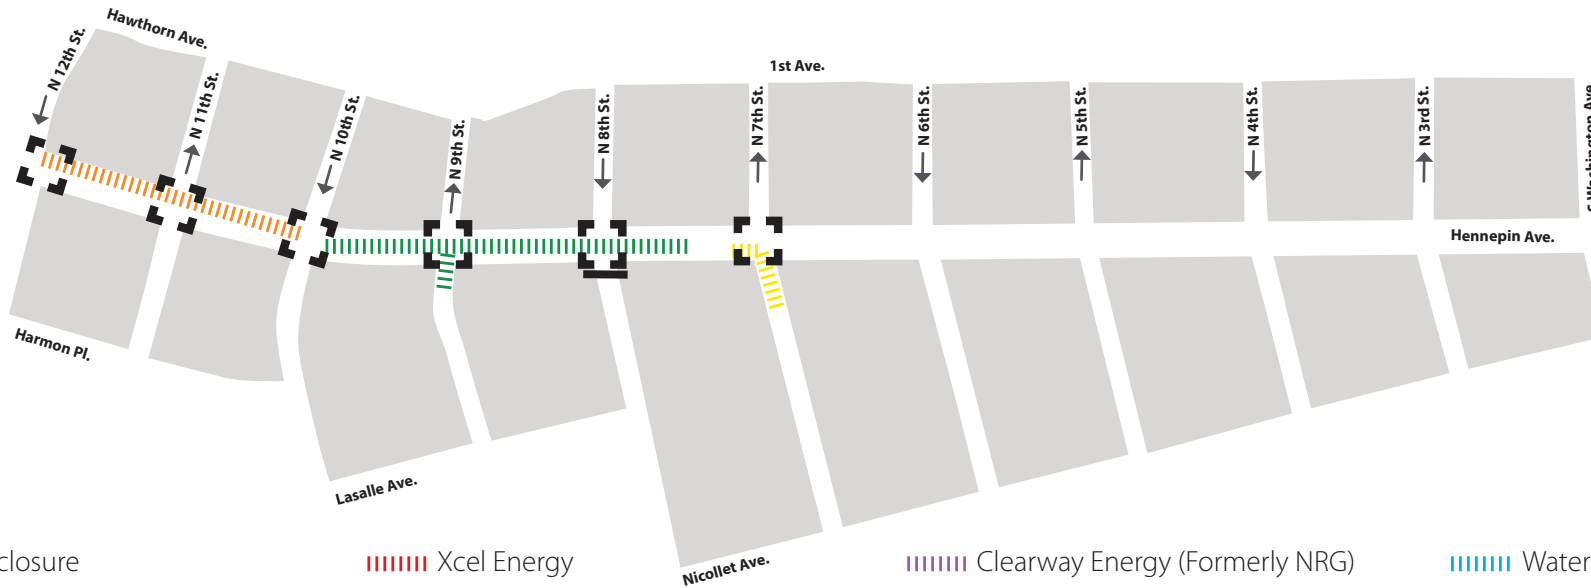 Hawthorn Ave.
N 12th St.
N 11th St.
N 10th St.
N 9th St.
N 8th St.
1st Ave.
N 7th St.
N 6th St.
N 5th St.
N 4th St.
N 3rd St.
S Washington Ave.
Hennepin Ave.
Harmon Pl.
Lasalle Ave.
Nicollet Ave.
closure
Xcel Energy
Clearway Energy (Formerly NRG)
Water